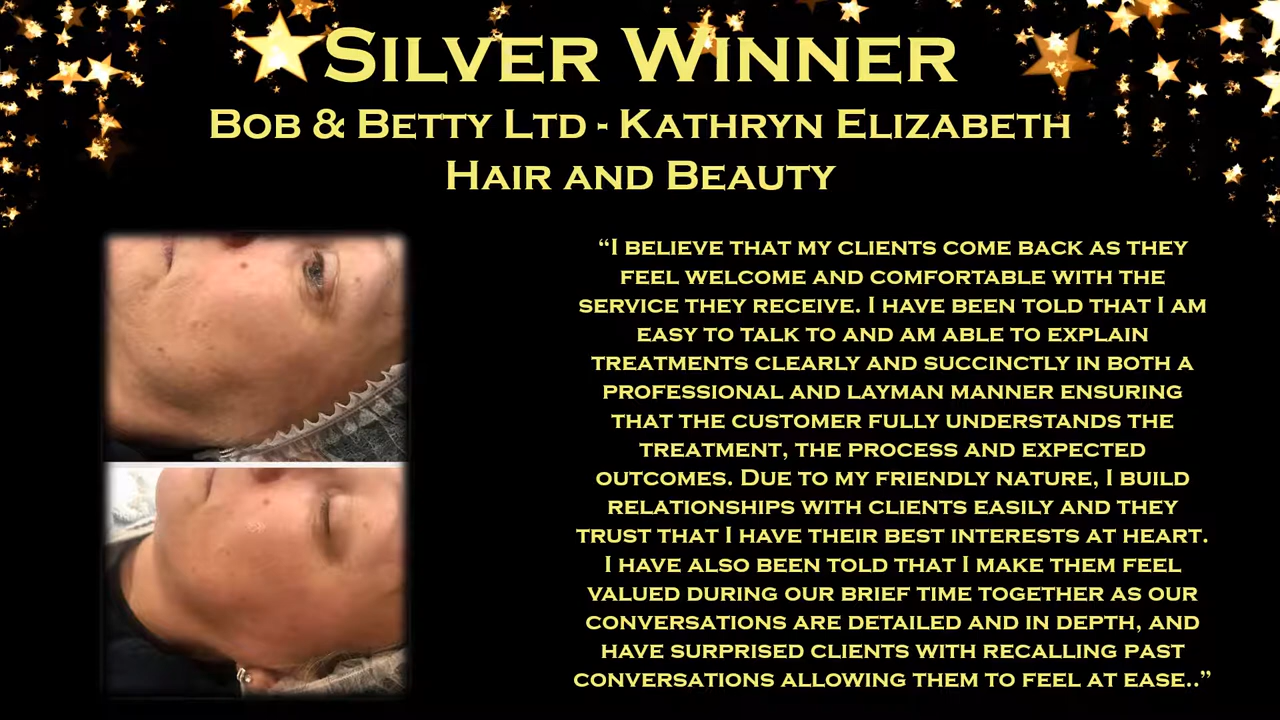 Silver Winner
Bob & Betty Ltd - Kathryn Elizabeth
Hair and Beauty
“I believe that my clients come back as they
feel welcome and comfortable with the
service they receive. I have been told that I am
easy to talk to and am able to explain
treatments clearly and succinctly in both a
professional and layman manner ensuring
that the customer fully understands the
treatment, the process and expected
outcomes. Due to my friendly nature, I build
relationships with clients easily and they
trust that I have their best interests at heart.
I have also been told that I make them feel
valued during our brief time together as our
conversations are detailed and in depth, and
have surprised clients with recalling past
conversations allowing them to feel at ease..”